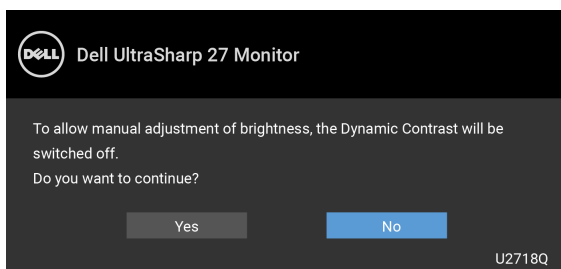 DELL
Dell UltraSharp 27 Monitor
To allow manual adjustment of brightness, the Dynamic Contrast will be
switched off.
Do you want to continue?
Yes
No
U2718Q